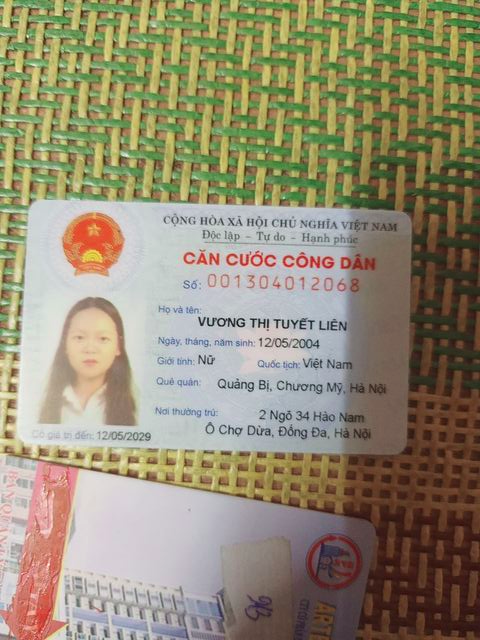 CỘNG HÒA XÃ HỘI CHỦ NGHĨA VIỆT NAM
Độc lập - Tự do - Hạnh phúc
CĂN CƯỚC CÔNG DÂN
Số: 001304012068
Họ và tên:
VƯƠNG THỊ TUYẾT LIÊN
Ngày, tháng, năm sinh: 12/05/2004
Giới tính: Nữ Quốc tịch: Việt Nam
Quê quán: Quảng Bị, Chương Mỹ, Hà Nội
Nơi thường trú: 2 Ngõ 34 Hào Nam
Ô Chợ Dừa, Đống Đa, Hà Nội
Có giá trị đến: 12/05/2029
ART